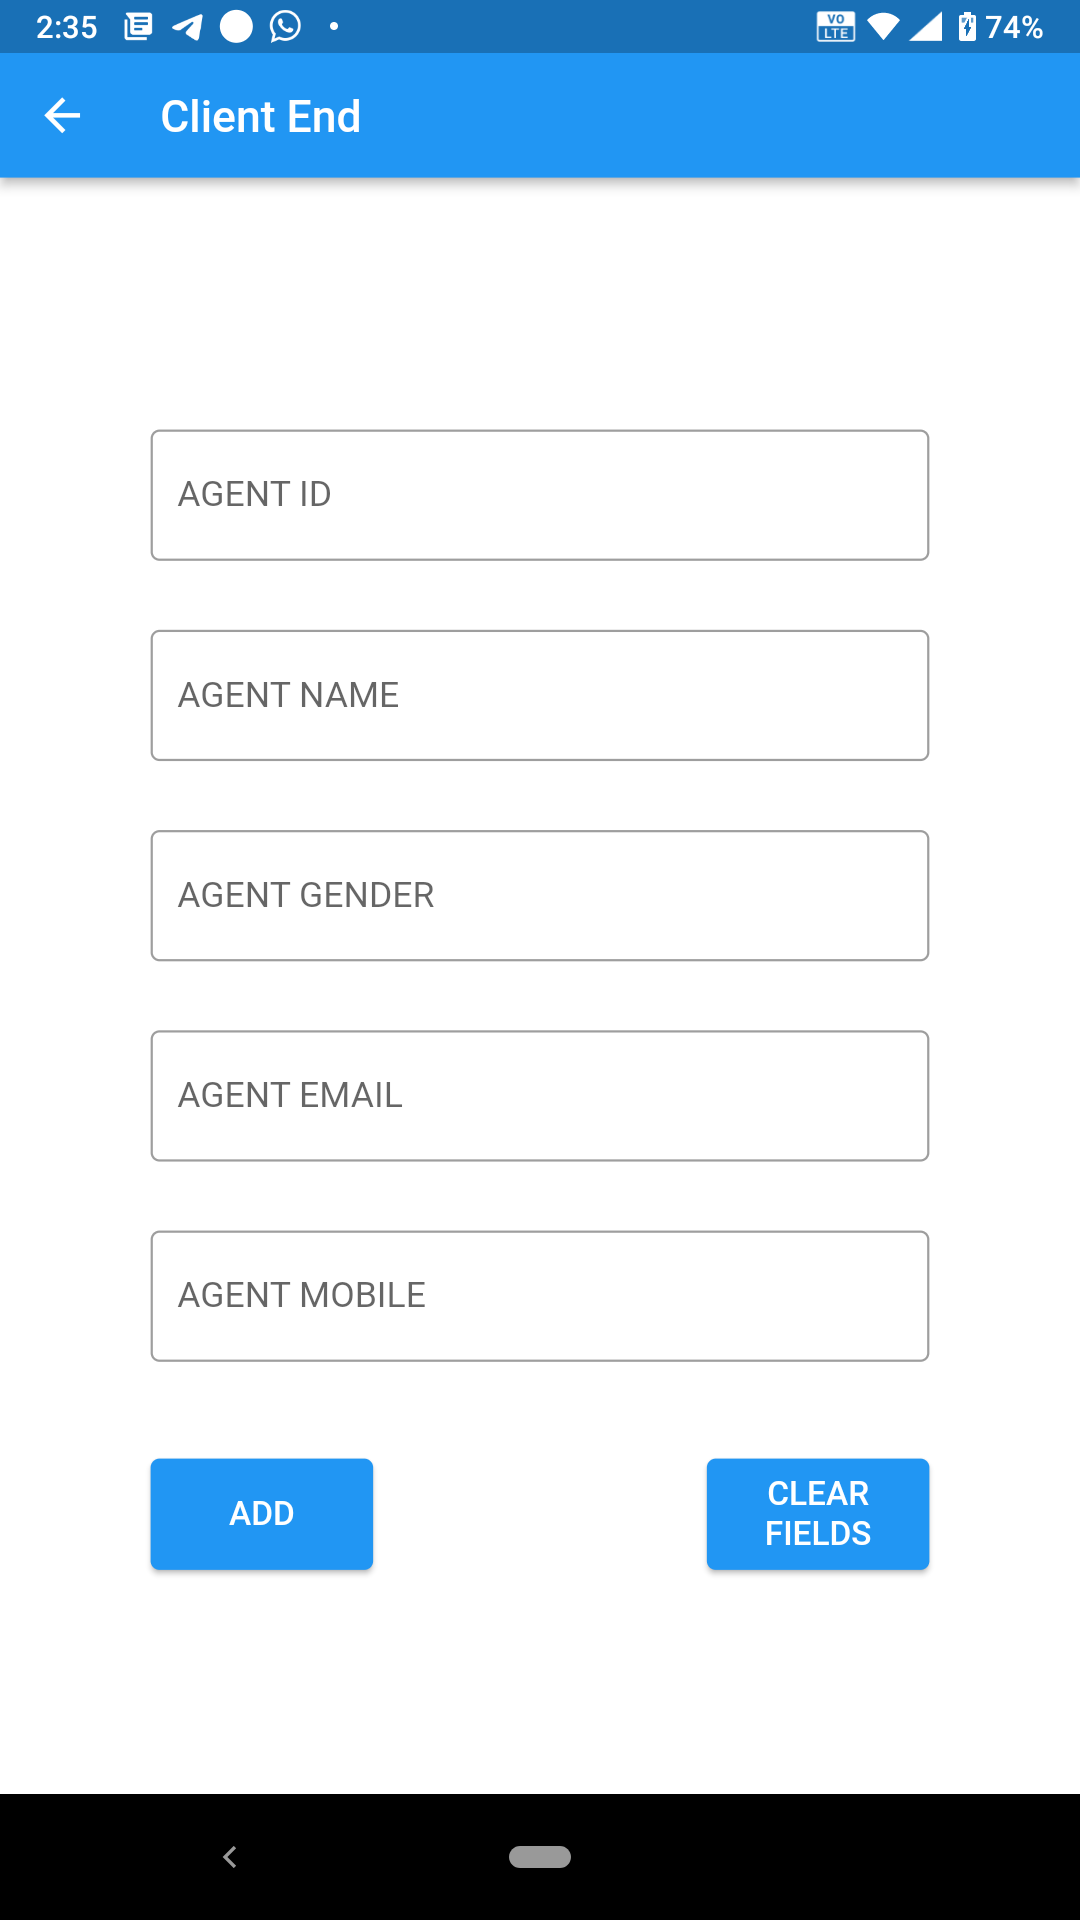 2:35 VO LTE 74%
Client End
AGENT ID
AGENT NAME
AGENT GENDER
AGENT EMAIL
AGENT MOBILE
ADD
CLEAR
FIELDS